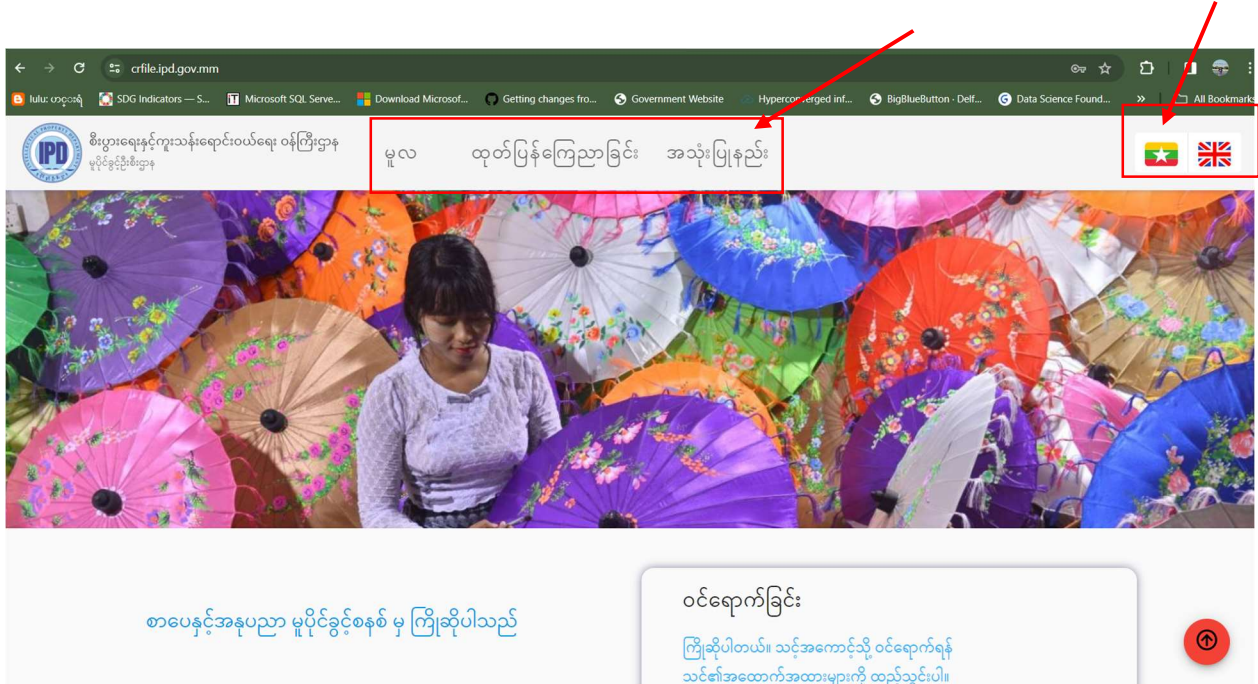 crfile.ipd.gov.mm
lulu: ဟင်းရံ SDG Indicators — S... Microsoft SQL Serve... Download Microsof... Getting changes fro... Government Website Hyperconverged inf... BigBlueButton - Delf... Data Science Found... » All Bookmarks
IPD
စီးပွားရေးနှင့်ကူးသန်းရောင်းဝယ်ရေး ဝန်ကြီးဌာန
မူပိုင်ခွင့်ဦးစီးဌာန
မူလ ထုတ်ပြန်ကြေညာခြင်း အသုံးပြုနည်း
စာပေနှင့်အနုပညာ မူပိုင်ခွင့်စနစ် မှ ကြိုဆိုပါသည်
ဝင်ရောက်ခြင်း
ကြိုဆိုပါတယ်။ သင့်အကောင့်သို့ ဝင်ရောက်ရန်
သင်၏အထောက်အထားများကို ထည့်သွင်းပါ။